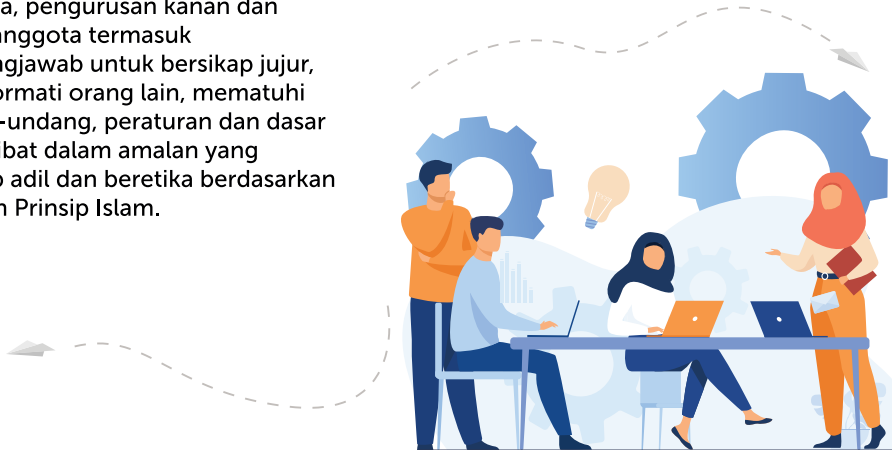 a, pengurusan kanan dan
anggota termasuk
ngjawab untuk bersikap jujur,
ormati orang lain, mematuhi
-undang, peraturan dan dasar
ibat dalam amalan yang
p adil dan beretika berdasarkan
n Prinsip Islam.